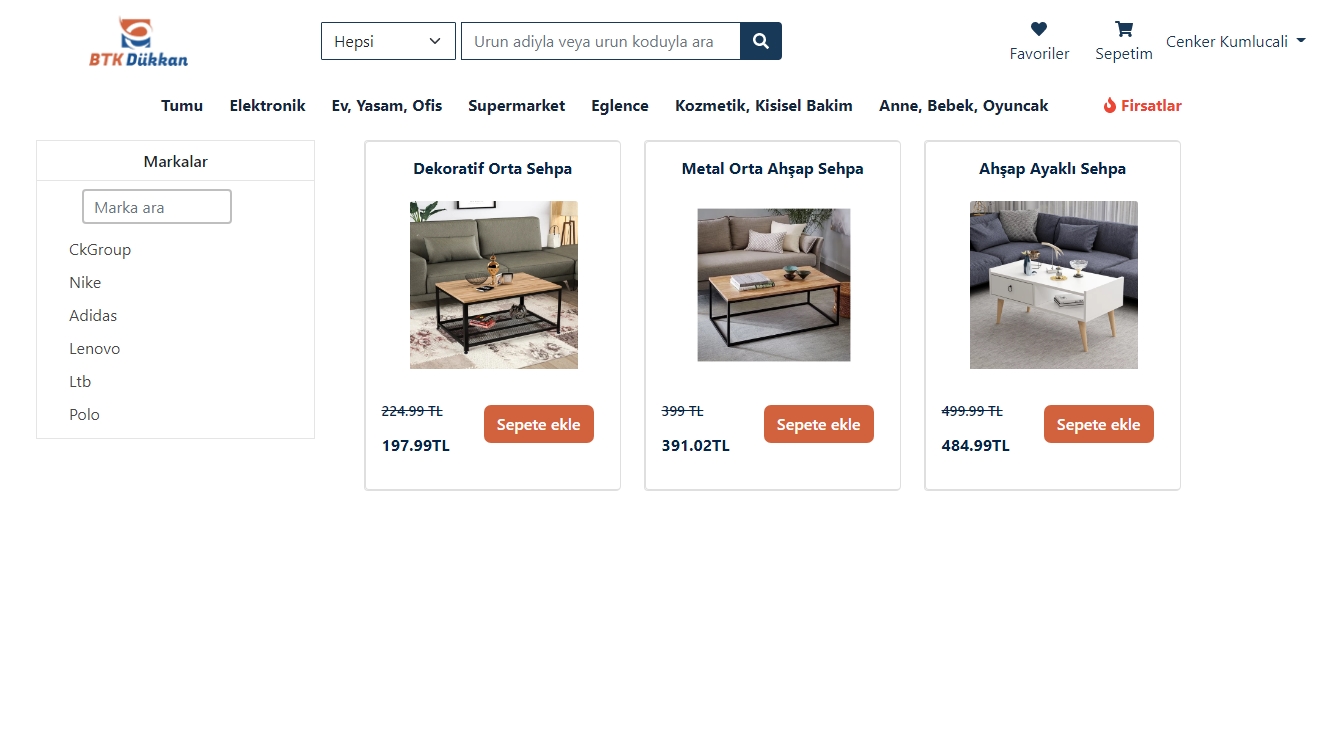 BTK Dükkan
Hepsi
Urun adiyla veya urun koduyla ara
Favoriler
Sepetim
Cenker Kumlucali
Tumu
Elektronik
Ev, Yasam, Ofis
Supermarket
Eglence
Kozmetik, Kisisel Bakim
Anne, Bebek, Oyuncak
Firsatlar
Markalar
Marka ara
CkGroup
Nike
Adidas
Lenovo
Ltb
Polo
Dekoratif Orta Sehpa
224.99 TL
197.99TL
Sepete ekle
Metal Orta Ahşap Sehpa
399 TL
391.02TL
Sepete ekle
Ahşap Ayaklı Sehpa
499.99 TL
484.99TL
Sepete ekle